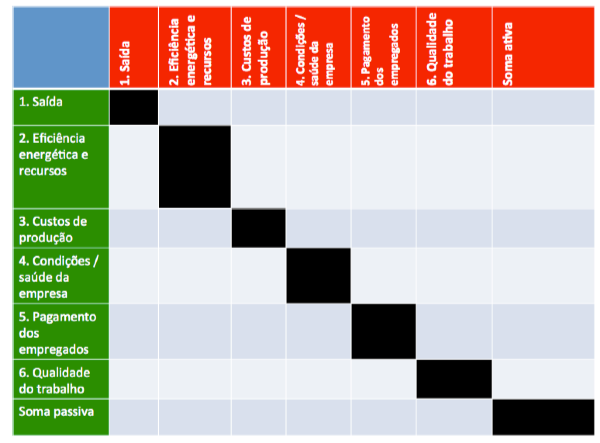 1. Saída
2. Eficiência
energética e
recursos
3. Custos de
produção
4. Condições /
saúde da
empresa
5. Pagamento
dos
empregados
6. Qualidade
do trabalho
Soma ativa
1. Saída
2. Eficiência
energética e
recursos
3. Custos de
produção
4. Condições /
saúde da
empresa
5. Pagamento
dos
empregados
6. Qualidade
do trabalho
Soma passiva